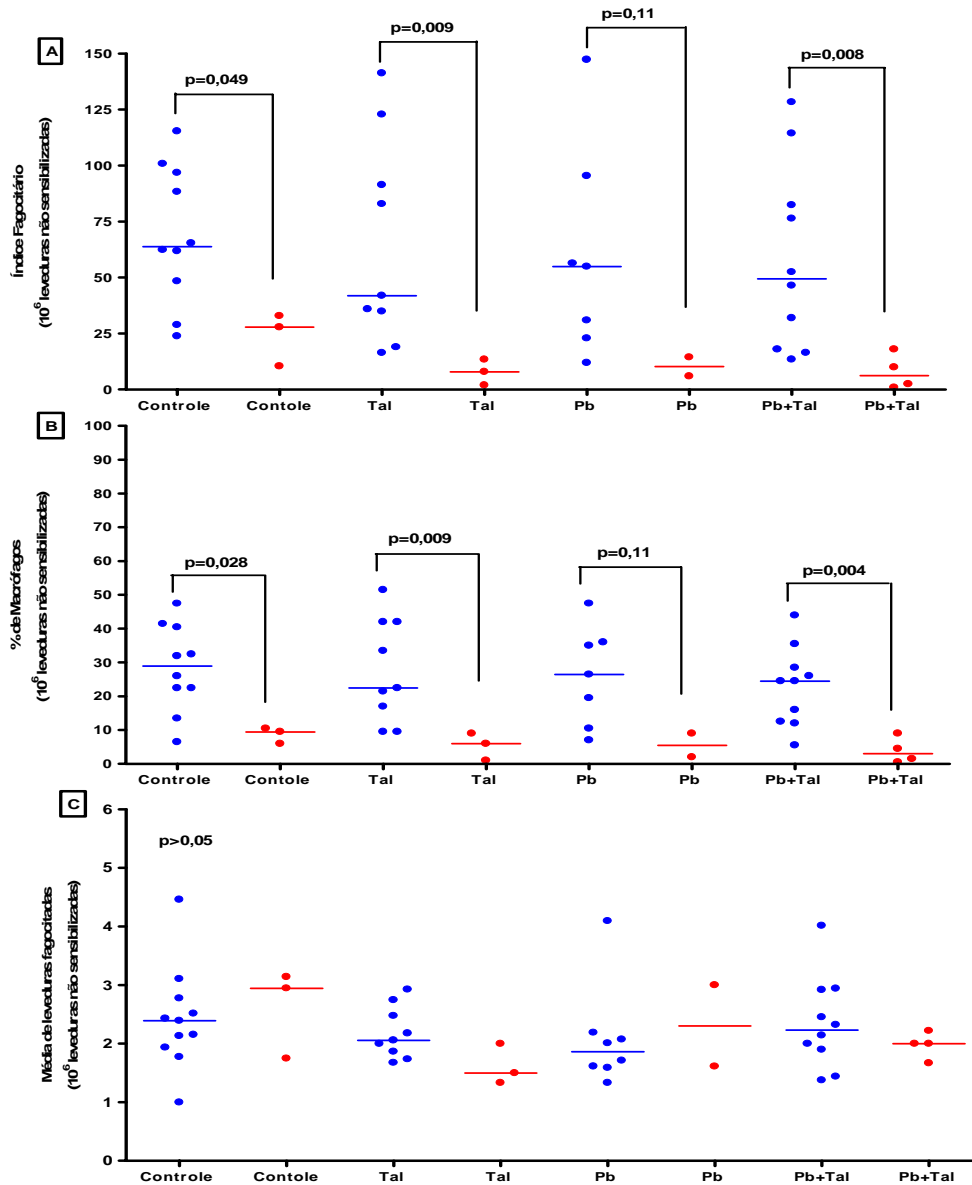 A
p=0,049
p=0,009
p=0,11
p=0,008
Índice Fagocitário
(10⁶ leveduras não sensibilizadas)
150
125
100
75
50
25
0
Controle Contole Tal Tal Pb Pb Pb+Tal Pb+Tal
B
p=0,028
p=0,009
p=0,11
p=0,004
% de Macrófagos
(10⁶ leveduras não sensibilizadas)
100
90
80
70
60
50
40
30
20
10
0
Controle Contole Tal Tal Pb Pb Pb+Tal Pb+Tal
C
p>0,05
Média de leveduras fagocitadas
(10⁶ leveduras não sensibilizadas)
6
5
4
3
2
1
0
Controle Contole Tal Tal Pb Pb Pb+Tal Pb+Tal